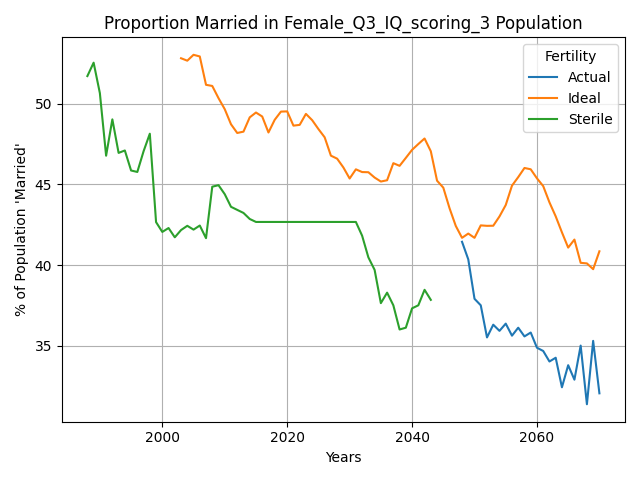 Proportion Married in Female_Q3_IQ_scoring_3 Population
% of Population 'Married'
50
45
40
35
Fertility
Actual
Ideal
Sterile
2000
2020
2040
2060
Years